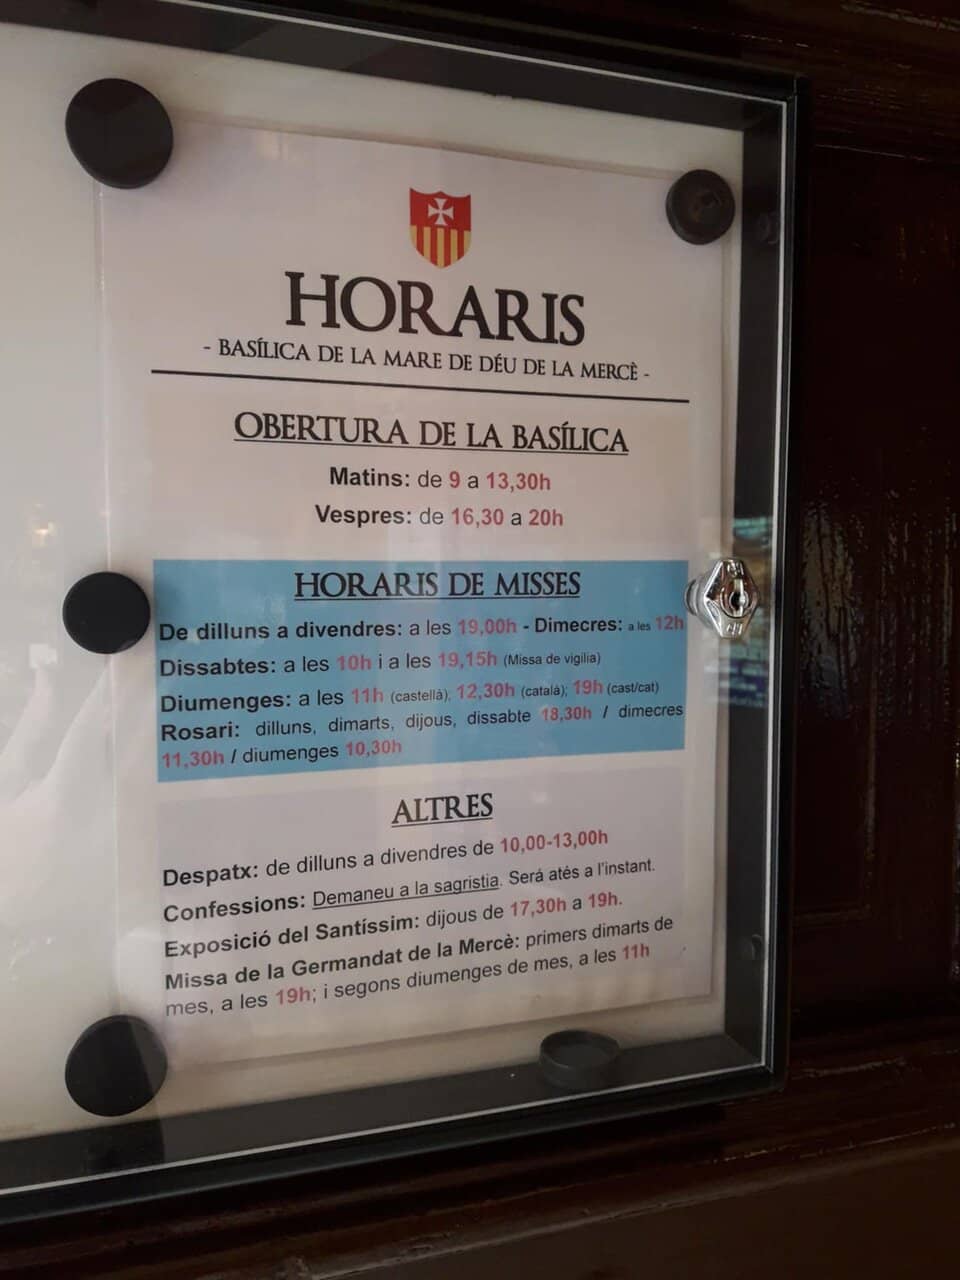 HORARIS
- BASÍLICA DE LA MARE DE DÉU DE LA MERCÈ -
OBERTURA DE LA BASÍLICA
Matins: de 9 a 13,30h
Vespres: de 16,30 a 20h
HORARIS DE MISSES
De dilluns a divendres: a les 19,00h - Dimecres: a les 12h
Dissabtes: a les 10h i a les 19,15h (Missa de vigilia)
Diumenges: a les 11h (castellà); 12,30h (català); 19h (cast/cat)
Rosari: dilluns, dimarts, dijous, dissabte 18,30h / dimecres
11,30h / diumenges 10,30h
ALTRES
Despatx: de dilluns a divendres de 10,00-13,00h
Confessions: Demaneu a la sagristia. Será atés a l'instant.
Exposició del Santíssim: dijous de 17,30h a 19h.
Missa de la Germandat de la Mercè: primers dimarts de
mes, a les 19h; i segons diumenges de mes, a les 11h